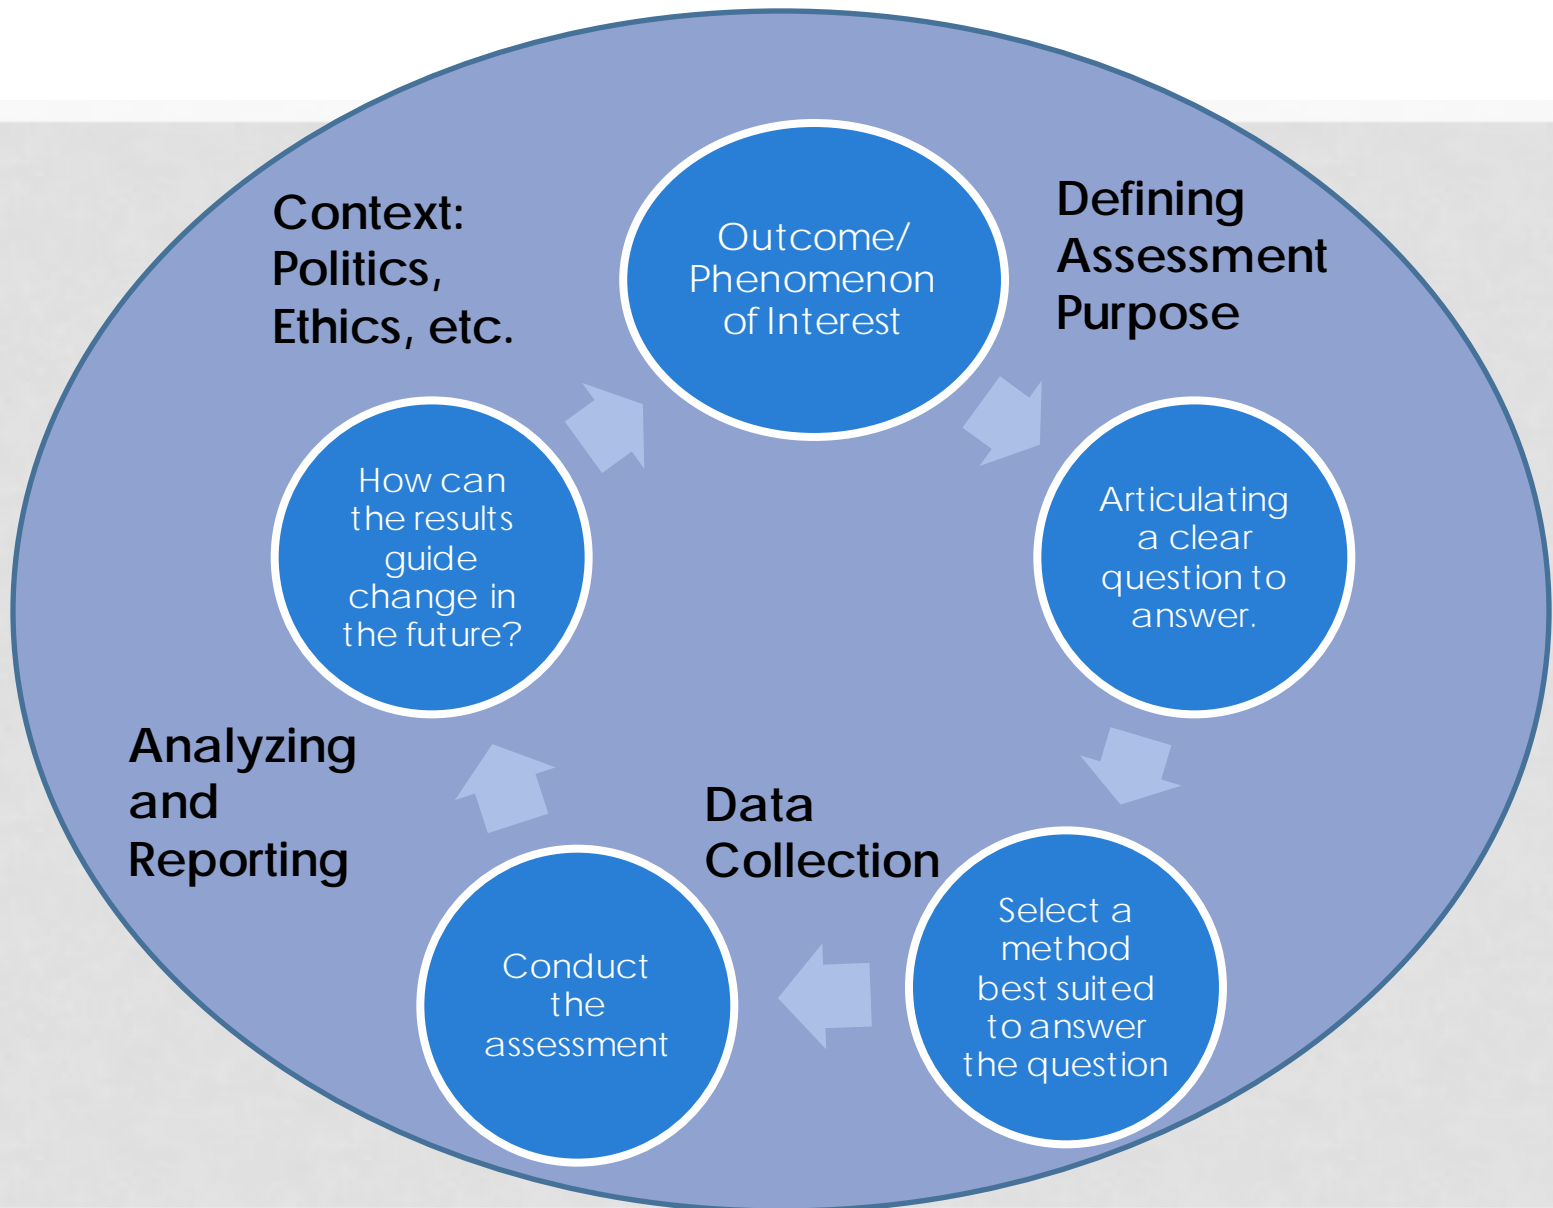 Context:
Politics,
Ethics, etc.
Outcome/
Phenomenon
of Interest
Defining
Assessment
Purpose
Articulating
a clear
question to
answer.
Select a
method
best suited
to answer
the question
Data
Collection
Conduct
the
assessment
Analyzing
and
Reporting
How can
the results
guide
change in
the future?